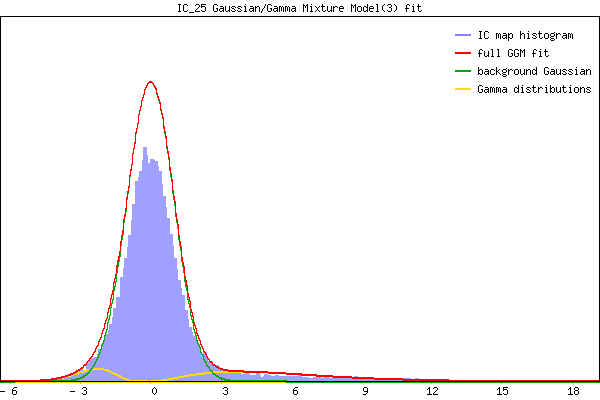 IC_25 Gaussian/Gamma Mixture Model(3) fit
IC map histogram
full GGM fit
background Gaussian
Gamma distributions
- 6 - 3 0 3 6 9 12 15 18